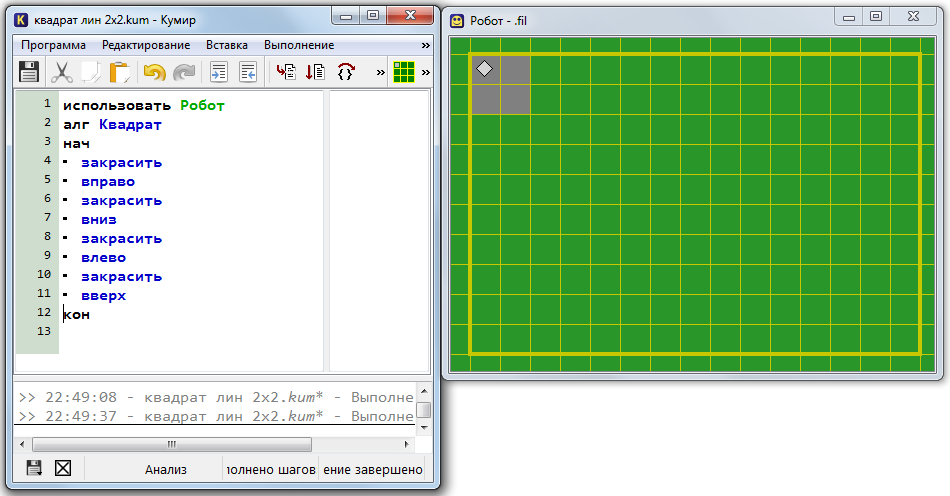 квадрат лин 2x2.kum - Кумир
Программа Редактирование Вставка Выполнение »
» »
1 использовать Робот
2 алг Квадрат
3 нач
4 закрасить
5 вправо
6 закрасить
7 вниз
8 закрасить
9 влево
10 закрасить
11 вверх
12 кон
13
>> 22:49:08 - квадрат лин 2x2.kum* - Выполне
>> 22:49:37 - квадрат лин 2x2.kum* - Выполне
Анализ олнено шагов ение завершено
Робот - .fil